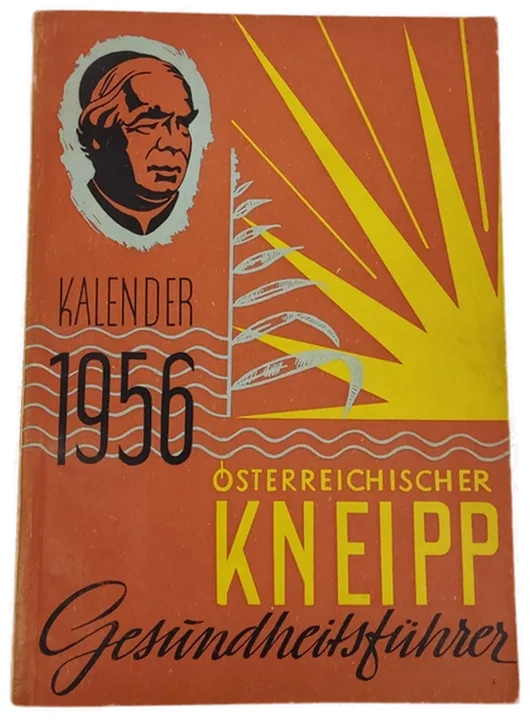 KALENDER
1956
ÖSTERREICHISCHER
KNEIPP
Gesundheitsführer